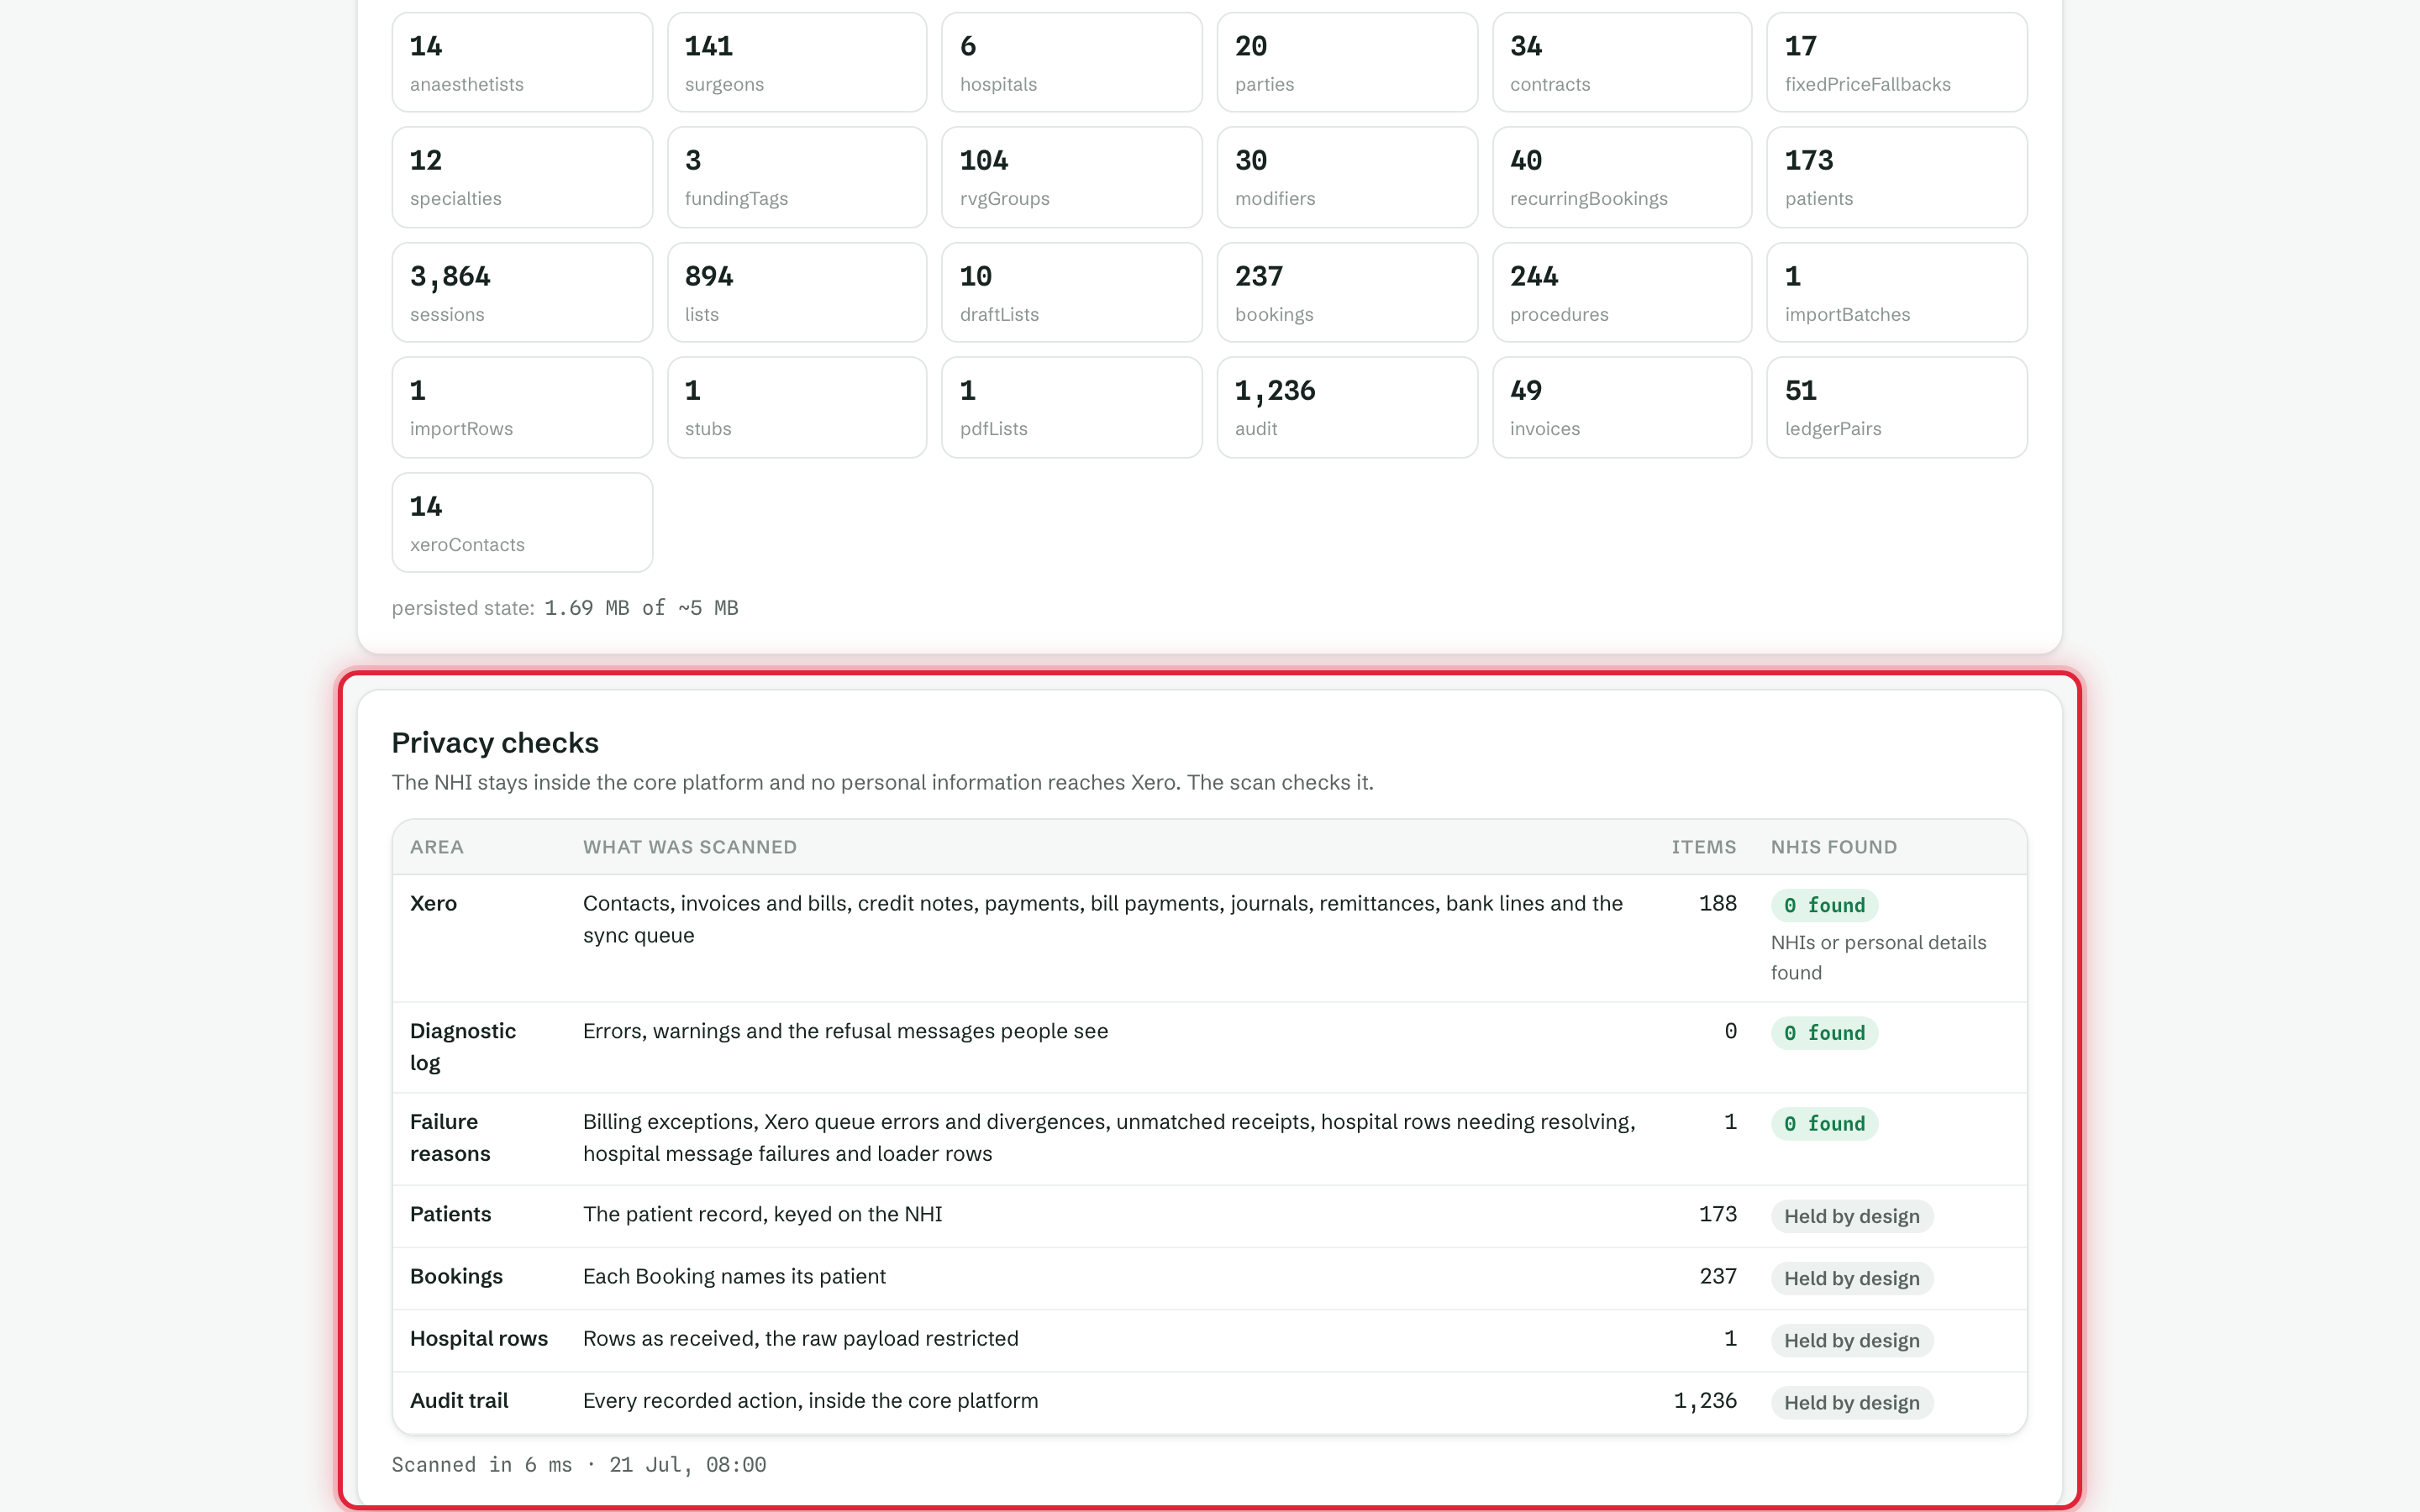 14 141 6 20 34 17
anaesthetists surgeons hospitals parties contracts fixedPriceFallbacks
12 3 104 30 40 173
specialties fundingTags rvgGroups modifiers recurringBookings patients
3,864 894 10 237 244 1
sessions lists draftLists bookings procedures importBatches
1 1 1 1,236 49 51
importRows stubs pdfLists audit invoices ledgerPairs
14
xeroContacts
persisted state: 1.69 MB of ~5 MB
Privacy checks
The NHI stays inside the core platform and no personal information reaches Xero. The scan checks it.
AREA WHAT WAS SCANNED ITEMS NHIS FOUND
Xero Contacts, invoices and bills, credit notes, payments, bill payments, journals, remittances, bank lines and the 188 0 found
sync queue NHIs or personal details
found
Diagnostic Errors, warnings and the refusal messages people see 0 0 found
log
Failure Billing exceptions, Xero queue errors and divergences, unmatched receipts, hospital rows needing resolving, 1 0 found
reasons hospital message failures and loader rows
Patients The patient record, keyed on the NHI 173 Held by design
Bookings Each Booking names its patient 237 Held by design
Hospital rows Rows as received, the raw payload restricted 1 Held by design
Audit trail Every recorded action, inside the core platform 1,236 Held by design
Scanned in 6 ms · 21 Jul, 08:00